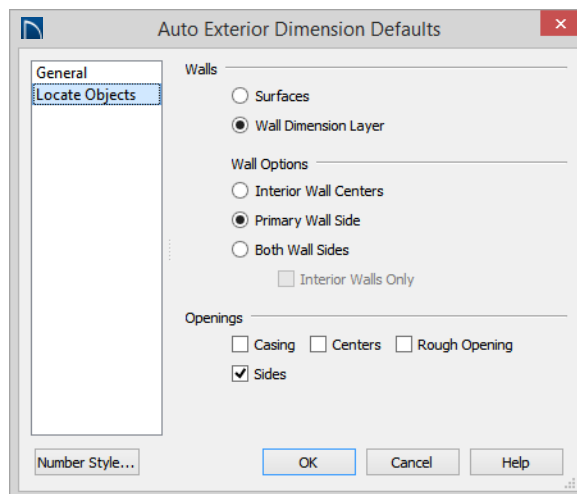 Auto Exterior Dimension Defaults
General
Locate Objects
Walls
Surfaces
Wall Dimension Layer
Wall Options
Interior Wall Centers
Primary Wall Side
Both Wall Sides
Interior Walls Only
Openings
Casing Centers Rough Opening
Sides
Number Style... OK Cancel Help